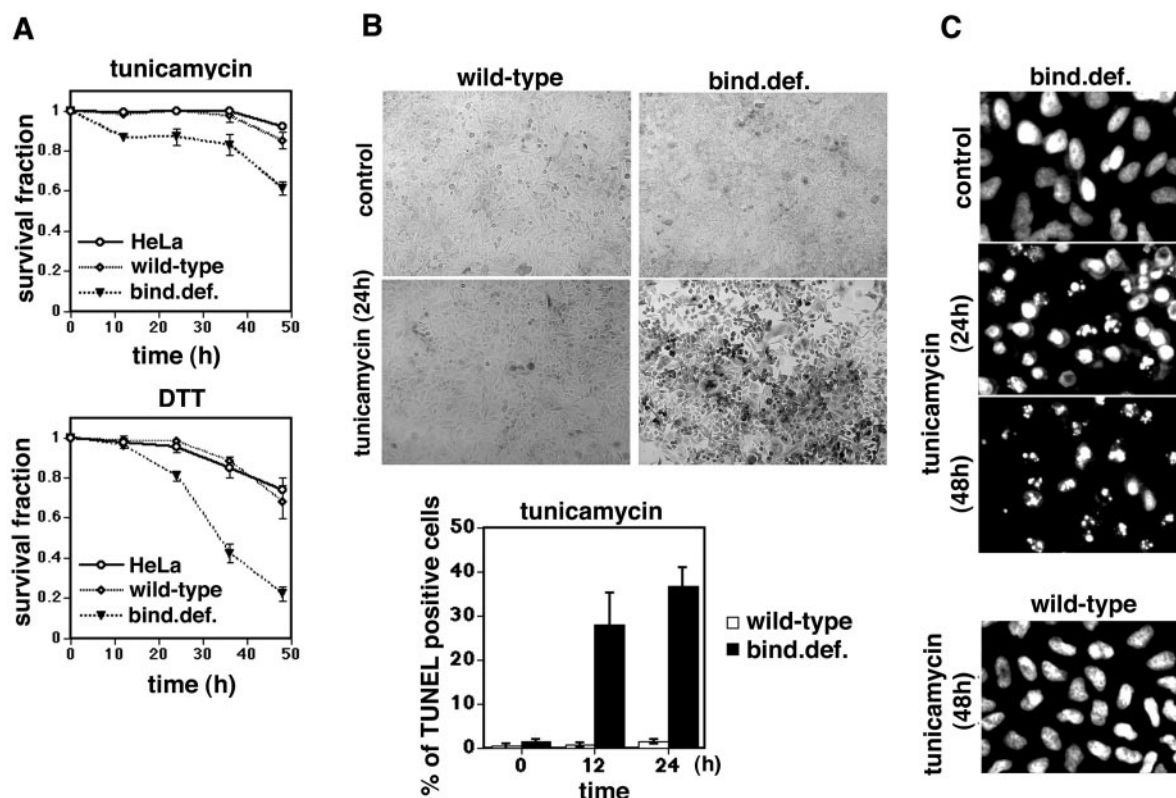 A
tunicamycin
survival fraction
1
0.8
0.6
0.4
0.2
0
HeLa
wild-type
bind.def.
0 10 20 30 40 50
time (h)
DTT
survival fraction
1
0.8
0.6
0.4
0.2
0
HeLa
wild-type
bind.def.
0 10 20 30 40 50
time (h)
B
wild-type bind.def.
control
tunicamycin (24h)
tunicamycin
% of TUNEL positive cells
50
40
30
20
10
0
0 12 24 (h)
time
wild-type
bind.def.
C
bind.def.
control
tunicamycin
(24h)
(48h)
wild-type
tunicamycin
(48h)